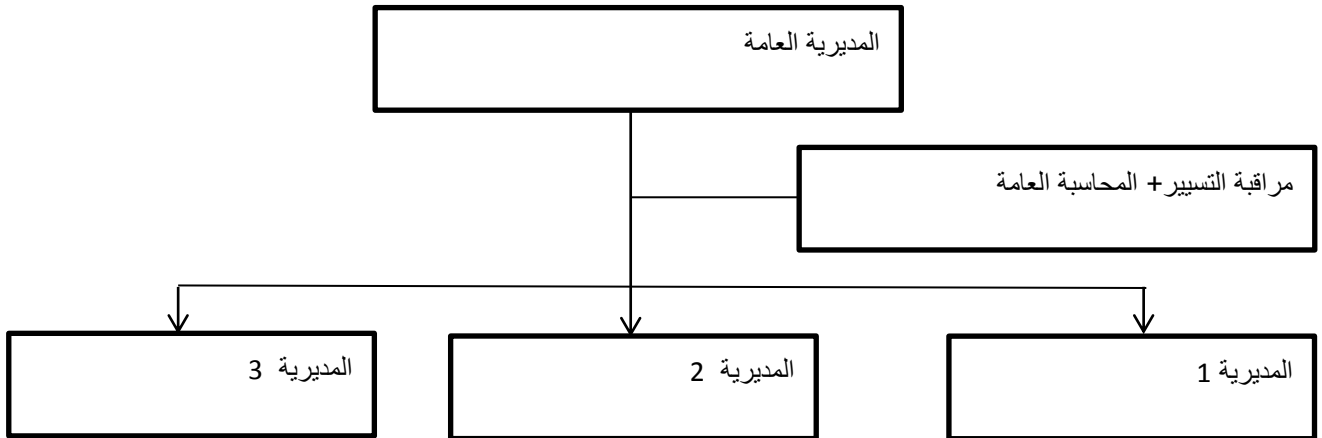 المديرية العامة
مراقبة التسيير+ المحاسبة العامة
المديرية 1
المديرية 2
المديرية 3